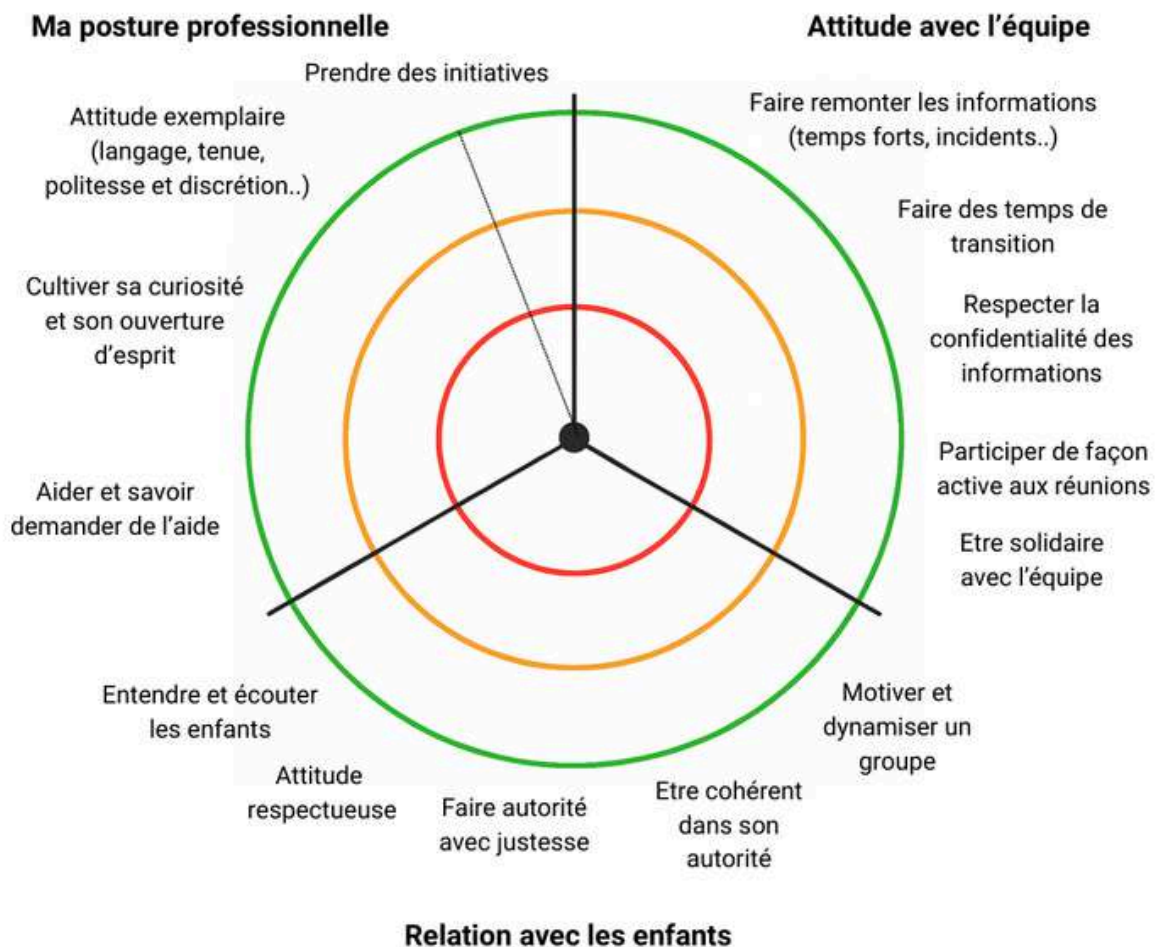 Ma posture professionnelle
Attitude avec l'équipe
Prendre des initiatives
Attitude exemplaire
(langage, tenue,
politesse et discrétion..)
Cultiver sa curiosité
et son ouverture
d'esprit
Aider et savoir
demander de l'aide
Faire remonter les informations
(temps forts, incidents..)
Faire des temps de
transition
Respecter la
confidentialité des
informations
Participer de façon
active aux réunions
Etre solidaire
avec l'équipe
Entendre et écouter
les enfants
Attitude
respectueuse
Faire autorité
avec justesse
Etre cohérent
dans son
autorité
Motiver et
dynamiser un
groupe
Relation avec les enfants